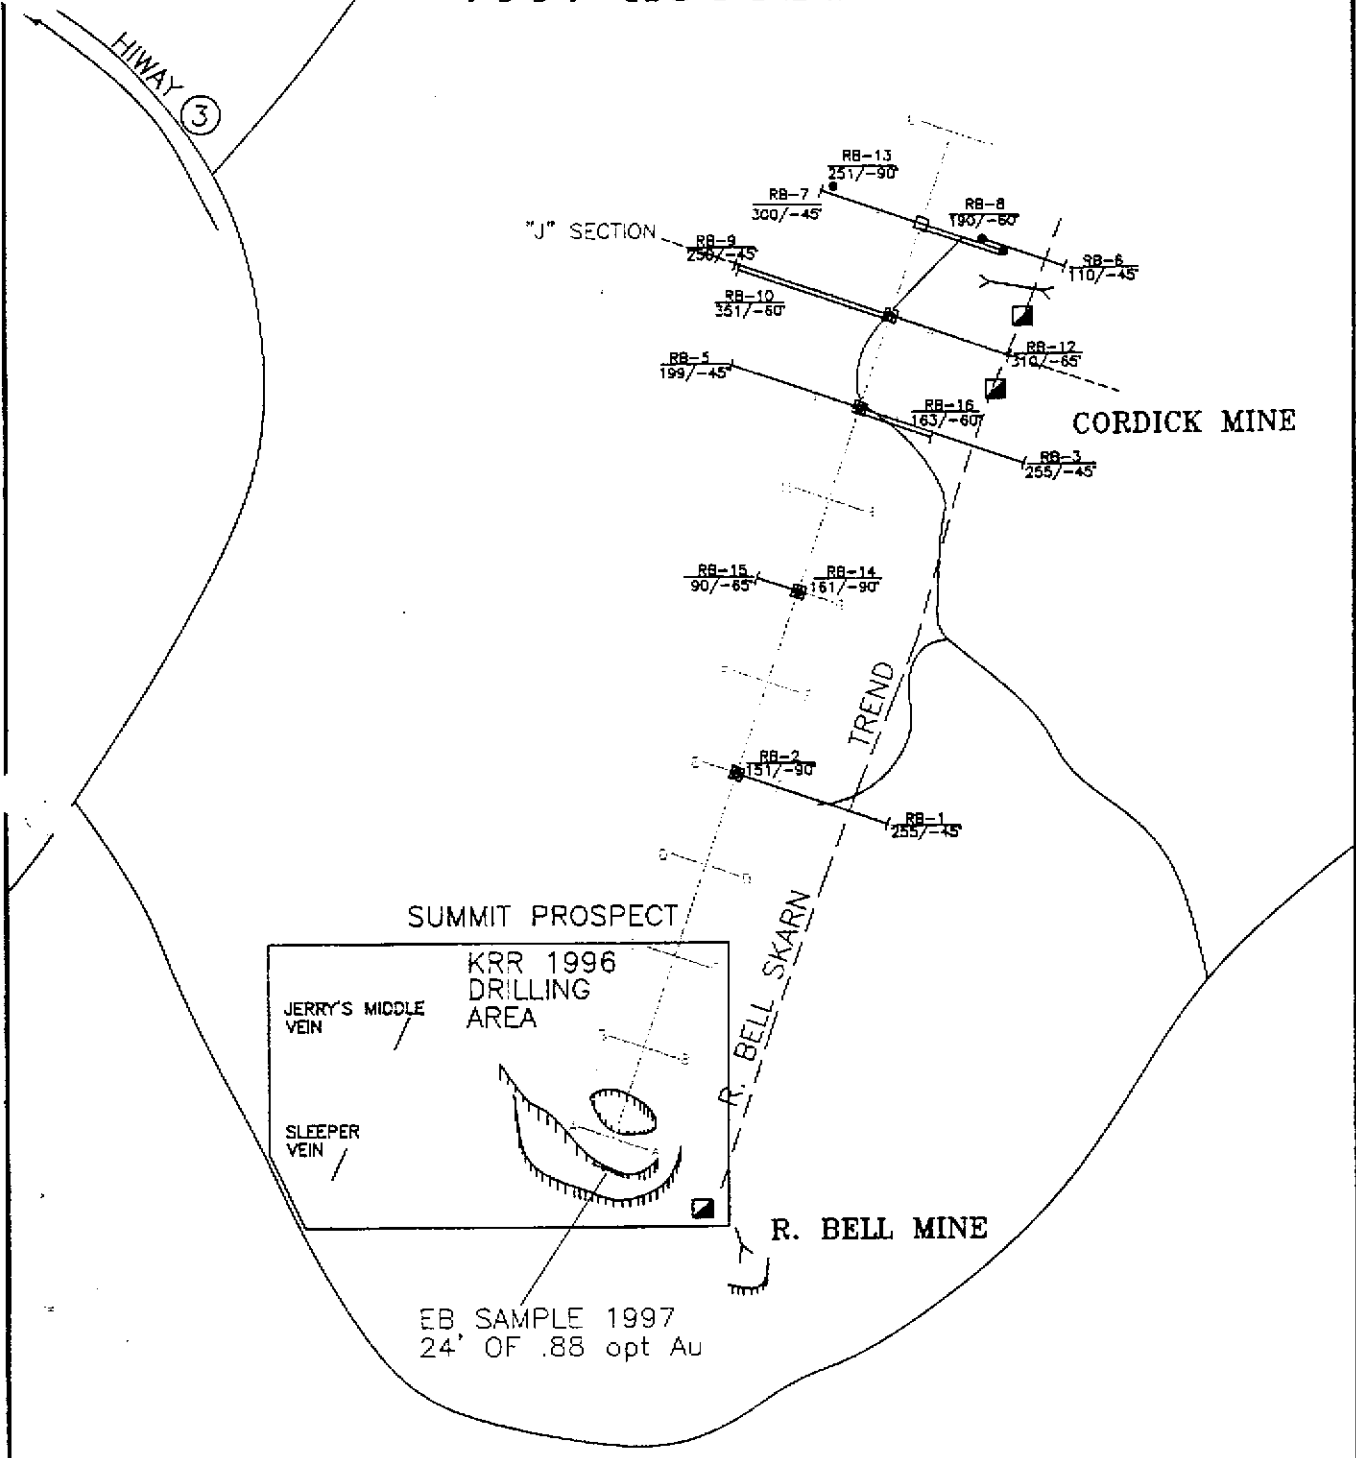 HIWAY 3
RB-13
251/-90°
RB-7
300/-45°
RB-8
190/-60°
"J" SECTION
RB-9
250/-45°
RB-6
110/-45°
RB-10
351/-60°
RB-12
310/-65°
RB-5
199/-45°
RB-16
163/-60°
CORDICK MINE
RB-3
255/-45°
RB-15
90/-65°
RB-14
161/-90°
TREND
RB-2
151/-90°
RB-1
255/-45°
R. BELL SKARN
SUMMIT PROSPECT
KRR 1996
DRILLING
AREA
JERRY'S MIDDLE
VEIN
SLEEPER
VEIN
R. BELL MINE
EB SAMPLE 1997
24' OF .88 opt Au